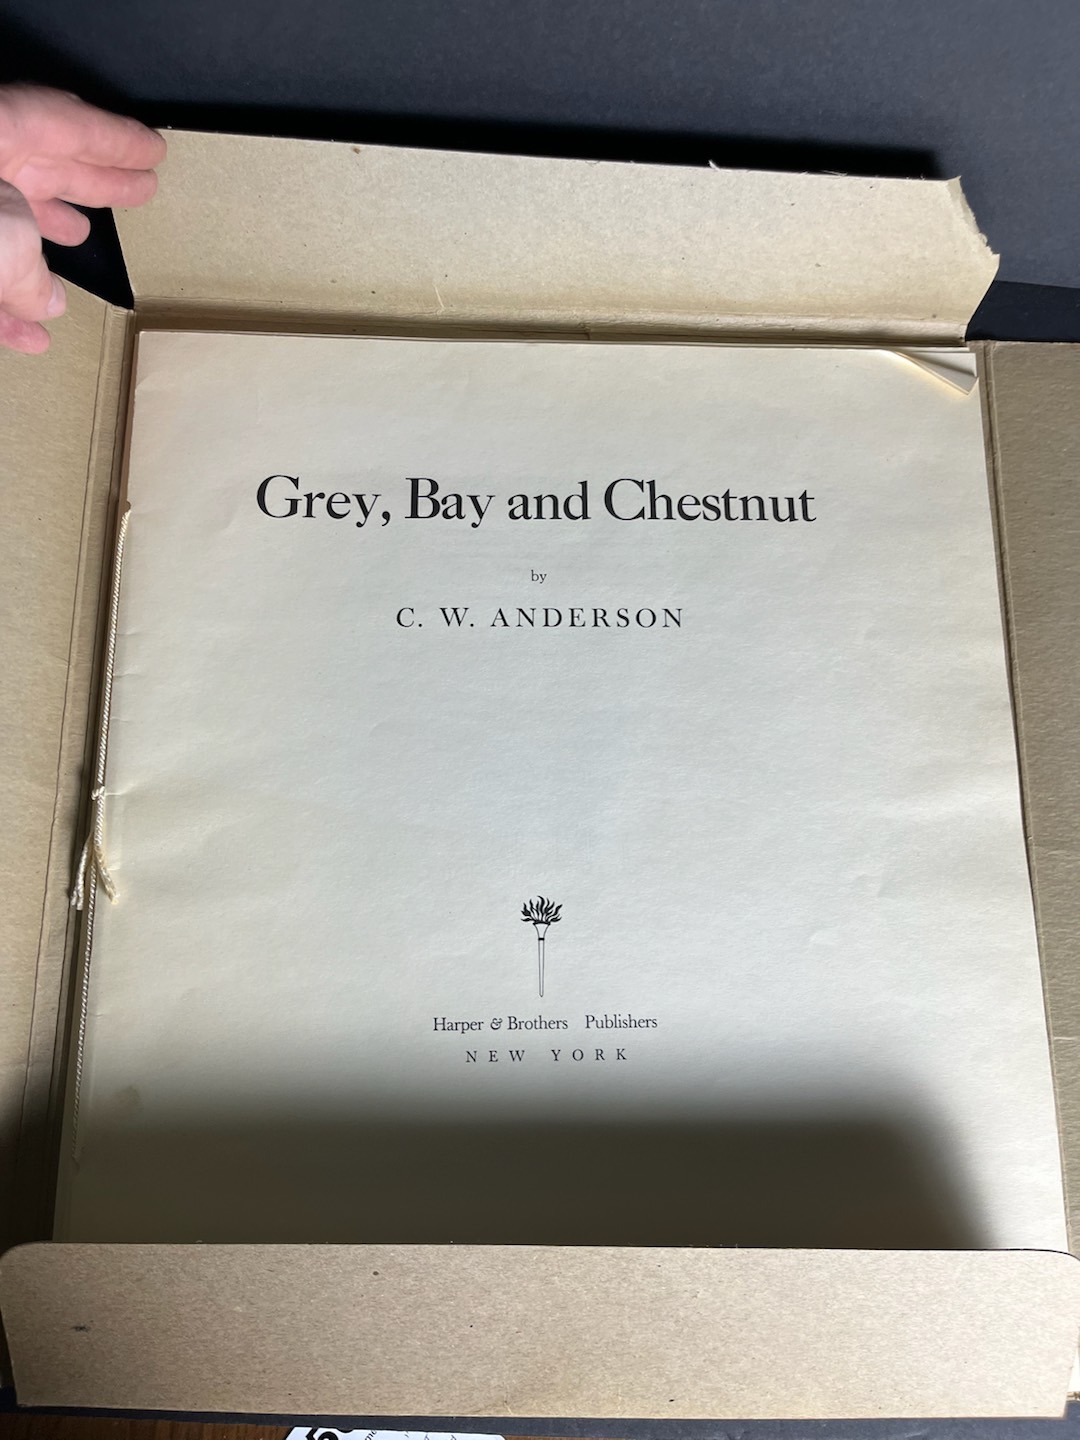 Grey, Bay and Chestnut
by
C. W. ANDERSON
Harper & Brothers Publishers
NEW YORK